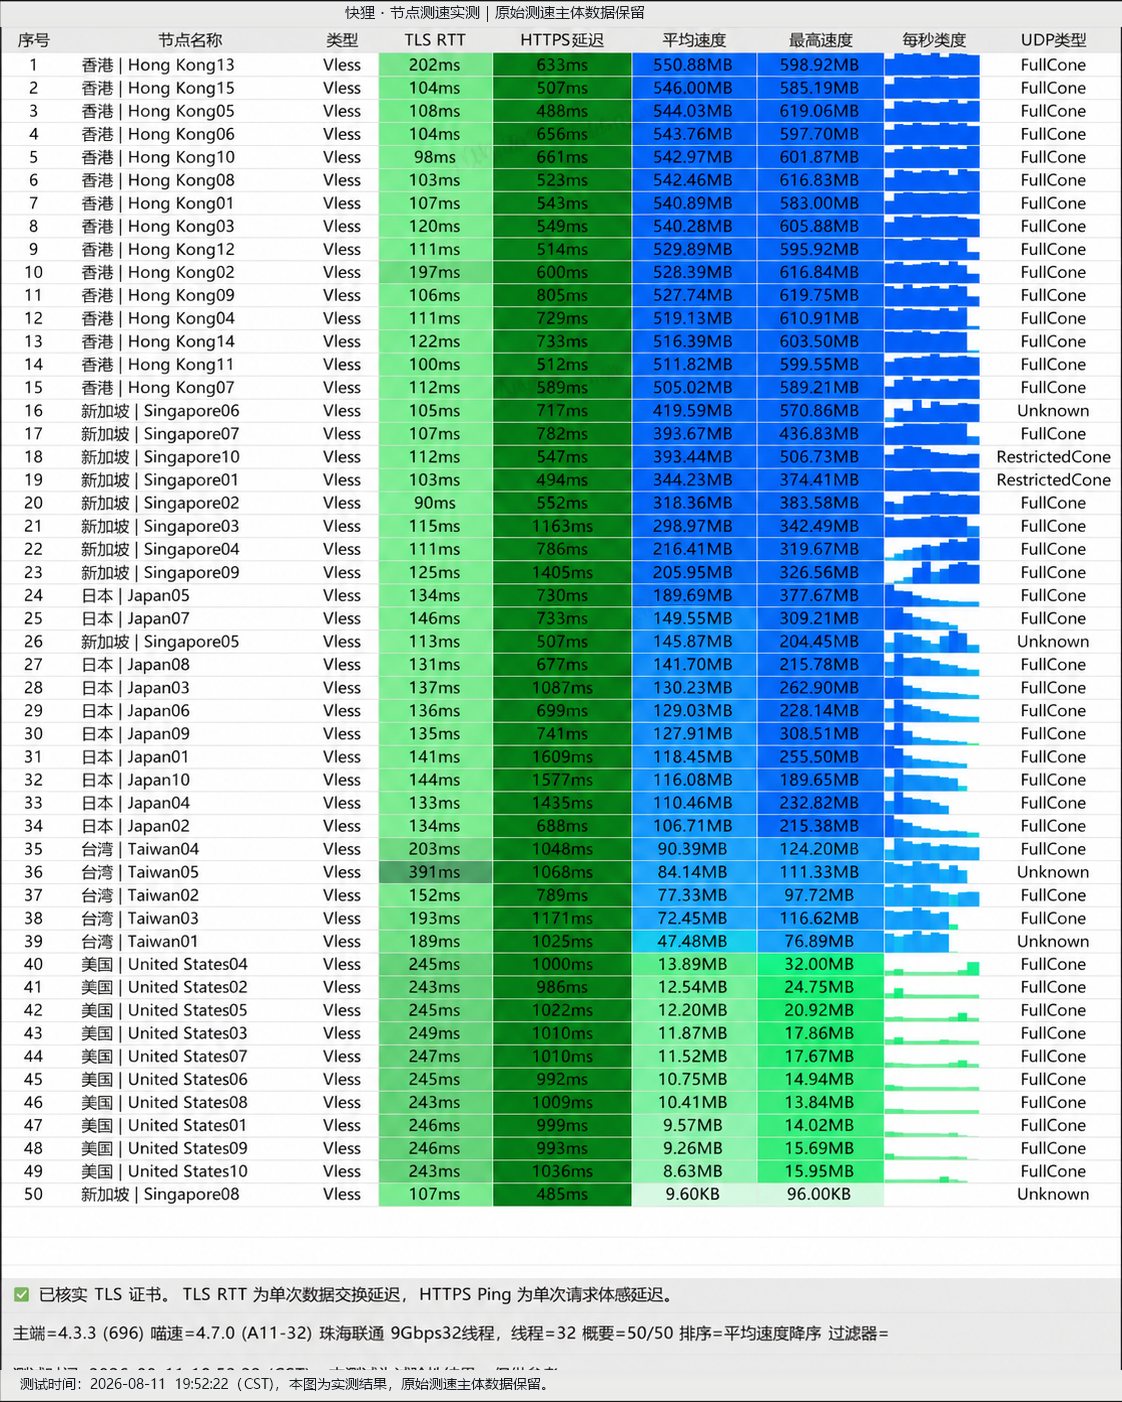 快狸·节点测速实测 | 原始测速主体数据保留
序号 节点名称 类型 TLS RTT HTTPS延迟 平均速度 最高速度 每秒类度 UDP类型
1 香港 | Hong Kong13 Vless 202ms 633ms 550.88MB 598.92MB FullCone
2 香港 | Hong Kong15 Vless 104ms 507ms 546.00MB 585.19MB FullCone
3 香港 | Hong Kong05 Vless 108ms 488ms 544.03MB 619.06MB FullCone
4 香港 | Hong Kong06 Vless 104ms 656ms 543.76MB 597.70MB FullCone
5 香港 | Hong Kong10 Vless 98ms 661ms 542.97MB 601.87MB FullCone
6 香港 | Hong Kong08 Vless 103ms 523ms 542.46MB 616.83MB FullCone
7 香港 | Hong Kong01 Vless 107ms 543ms 540.89MB 583.00MB FullCone
8 香港 | Hong Kong03 Vless 120ms 549ms 540.28MB 605.88MB FullCone
9 香港 | Hong Kong12 Vless 111ms 514ms 529.89MB 595.92MB FullCone
10 香港 | Hong Kong02 Vless 197ms 600ms 528.39MB 616.84MB FullCone
11 香港 | Hong Kong09 Vless 106ms 805ms 527.74MB 619.75MB FullCone
12 香港 | Hong Kong04 Vless 111ms 729ms 519.13MB 610.91MB FullCone
13 香港 | Hong Kong14 Vless 122ms 733ms 516.39MB 603.50MB FullCone
14 香港 | Hong Kong11 Vless 100ms 512ms 511.82MB 599.55MB FullCone
15 香港 | Hong Kong07 Vless 112ms 589ms 505.02MB 589.21MB FullCone
16 新加坡 | Singapore06 Vless 105ms 717ms 419.59MB 570.86MB Unknown
17 新加坡 | Singapore07 Vless 107ms 782ms 393.67MB 436.83MB FullCone
18 新加坡 | Singapore10 Vless 112ms 547ms 393.44MB 506.73MB RestrictedCone
19 新加坡 | Singapore01 Vless 103ms 494ms 344.23MB 374.41MB RestrictedCone
20 新加坡 | Singapore02 Vless 90ms 552ms 318.36MB 383.58MB FullCone
21 新加坡 | Singapore03 Vless 115ms 1163ms 298.97MB 342.49MB FullCone
22 新加坡 | Singapore04 Vless 111ms 786ms 216.41MB 319.67MB FullCone
23 新加坡 | Singapore09 Vless 125ms 1405ms 205.95MB 326.56MB FullCone
24 日本 | Japan05 Vless 134ms 730ms 189.69MB 377.67MB FullCone
25 日本 | Japan07 Vless 146ms 733ms 149.55MB 309.21MB FullCone
26 新加坡 | Singapore05 Vless 113ms 507ms 145.87MB 204.45MB Unknown
27 日本 | Japan08 Vless 131ms 677ms 141.70MB 215.78MB FullCone
28 日本 | Japan03 Vless 137ms 1087ms 130.23MB 262.90MB FullCone
29 日本 | Japan06 Vless 136ms 699ms 129.03MB 228.14MB FullCone
30 日本 | Japan09 Vless 135ms 741ms 127.91MB 308.51MB FullCone
31 日本 | Japan01 Vless 141ms 1609ms 118.45MB 255.50MB FullCone
32 日本 | Japan10 Vless 144ms 1577ms 116.08MB 189.65MB FullCone
33 日本 | Japan04 Vless 133ms 1435ms 110.46MB 232.82MB FullCone
34 日本 | Japan02 Vless 134ms 688ms 106.71MB 215.38MB FullCone
35 台湾 | Taiwan04 Vless 203ms 1048ms 90.39MB 124.20MB FullCone
36 台湾 | Taiwan05 Vless 391ms 1068ms 84.14MB 111.33MB Unknown
37 台湾 | Taiwan02 Vless 152ms 789ms 77.33MB 97.72MB FullCone
38 台湾 | Taiwan03 Vless 193ms 1171ms 72.45MB 116.62MB FullCone
39 台湾 | Taiwan01 Vless 189ms 1025ms 47.48MB 76.89MB Unknown
40 美国 | United States04 Vless 245ms 1000ms 13.89MB 32.00MB FullCone
41 美国 | United States02 Vless 243ms 986ms 12.54MB 24.75MB FullCone
42 美国 | United States05 Vless 245ms 1022ms 12.20MB 20.92MB FullCone
43 美国 | United States03 Vless 249ms 1010ms 11.87MB 17.86MB FullCone
44 美国 | United States07 Vless 247ms 1010ms 11.52MB 17.67MB FullCone
45 美国 | United States06 Vless 245ms 992ms 10.75MB 14.94MB FullCone
46 美国 | United States08 Vless 243ms 1009ms 10.41MB 13.84MB FullCone
47 美国 | United States01 Vless 246ms 999ms 9.57MB 14.02MB FullCone
48 美国 | United States09 Vless 246ms 993ms 9.26MB 15.69MB FullCone
49 美国 | United States10 Vless 243ms 1036ms 8.63MB 15.95MB FullCone
50 新加坡 | Singapore08 Vless 107ms 485ms 9.60KB 96.00KB Unknown
✅ 已核实 TLS 证书。 TLS RTT 为单次数据交换延迟，HTTPS Ping 为单次请求体感延迟。
主端=4.3.3 (696) 喵速=4.7.0 (A11-32) 珠海联通 9Gbps32线程，线程=32 概要=50/50 排序=平均速度降序 过滤器=
测试时间：2026-08-11 19:52:22（CST)，本图为实测结果，原始测速主体数据保留。